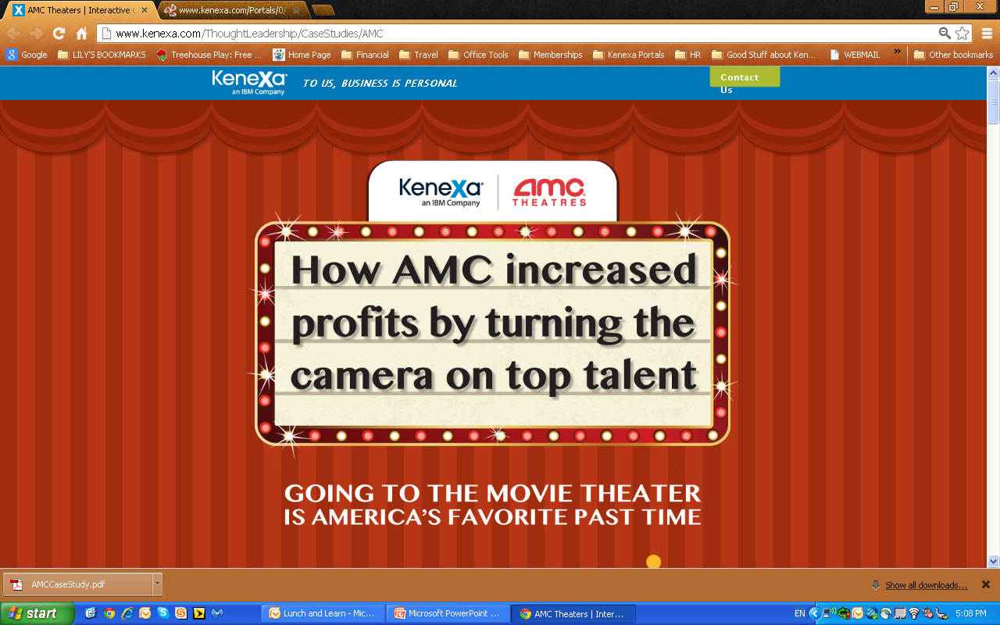 AMC Theaters | Interactive
www.kenexa.com/Portals/0/
www.kenexa.com/ThoughtLeadership/CaseStudies/AMC
Google LILY'S BOOKMARKS Treehouse Play: Free ... Home Page Financial Travel Office Tools Memberships Kenexa Portals HR Good Stuff about Ken... WEBMAIL » Other bookmarks
KeneXa®
an IBM Company
TO US, BUSINESS IS PERSONAL
Contact
Us
KeneXa®
an IBM Company
amc
THEATRES
How AMC increased
profits by turning the
camera on top talent
GOING TO THE MOVIE THEATER
IS AMERICA'S FAVORITE PAST TIME
AMCCaseStudy.pdf
Show all downloads...
start
Lunch and Learn - Mic...
Microsoft PowerPoint ...
AMC Theaters | Inter...
EN
5:08 PM